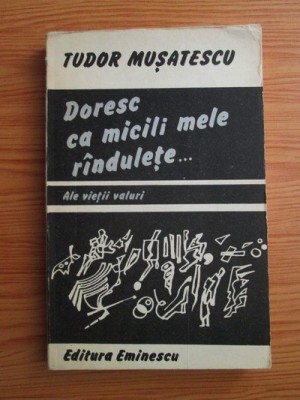 TUDOR MUȘATESCU
Doresc
ca micili mele
rîndulețe...
Ale vieții valuri
Editura Eminescu